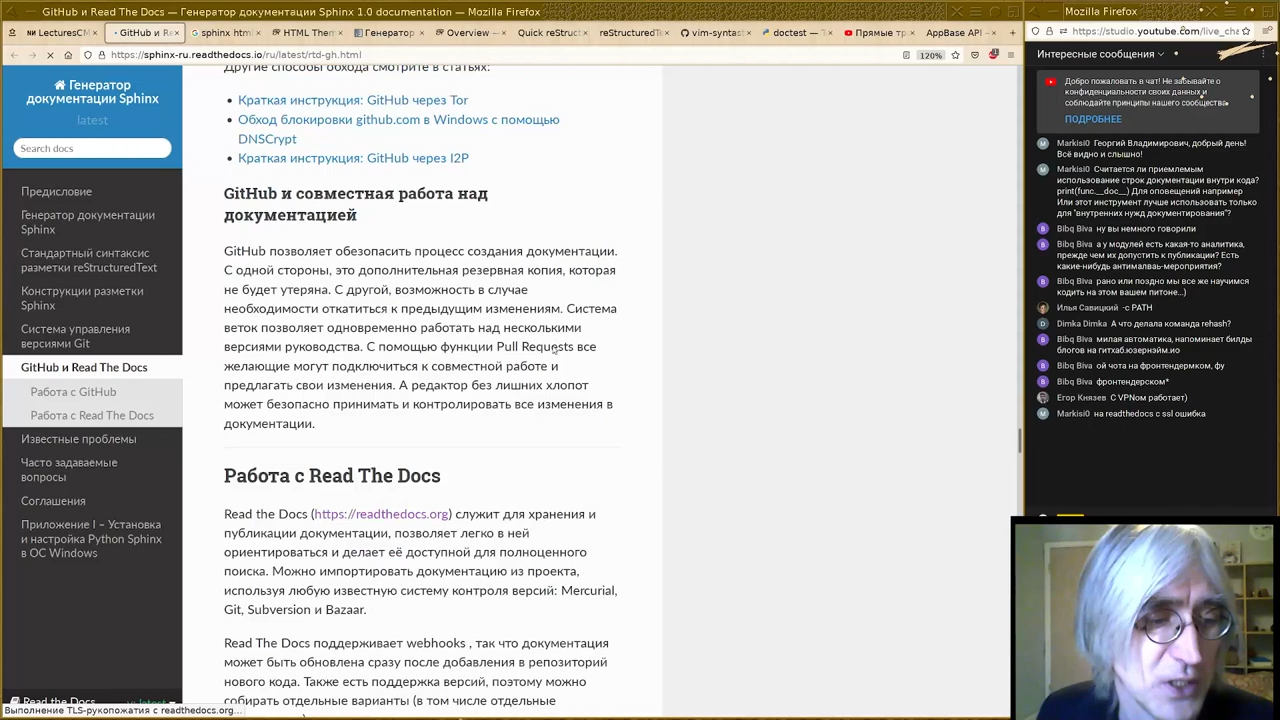 GitHub и Read The Docs — Генератор документации Sphinx 1.0 documentation — Mozilla Firefox
Mozilla Firefox
LecturesCM
GitHub и Re
sphinx html
HTML Them
Генератор
Overview —
Quick reStruct
reStructuredTe
vim-syntast
doctest — T
Прямые тр
AppBase API —
https://studio.youtube.com/live_cha
https://sphinx-ru.readthedocs.io/ru/latest/rtd-gh.html
120%
Генератор
документации Sphinx
latest
Search docs
Предисловие
Генератор документации
Sphinx
Стандартный синтаксис
разметки reStructuredText
Конструкции разметки
Sphinx
Система управления
версиями Git
GitHub и Read The Docs
Работа с GitHub
Работа с Read The Docs
Известные проблемы
Часто задаваемые
вопросы
Соглашения
Приложение I – Установка
и настройка Python Sphinx
в ОС Windows
Read the Docs
Выполнение TLS-рукопожатия с readthedocs.org...
Другие способы обхода смотрите в статьях:
• Краткая инструкция: GitHub через Tor
• Обход блокировки github.com в Windows с помощью
DNSCrypt
• Краткая инструкция: GitHub через I2P
GitHub и совместная работа над
документацией
GitHub позволяет обезопасить процесс создания документации.
С одной стороны, это дополнительная резервная копия, которая
не будет утеряна. С другой, возможность в случае
необходимости откатиться к предыдущим изменениям. Система
веток позволяет одновременно работать над несколькими
версиями руководства. С помощью функции Pull Requests все
желающие могут подключиться к совместной работе и
предлагать свои изменения. А редактор без лишних хлопот
может безопасно принимать и контролировать все изменения в
документации.
Работа с Read The Docs
Read the Docs (https://readthedocs.org) служит для хранения и
публикации документации, позволяет легко в ней
ориентироваться и делает её доступной для полноценного
поиска. Можно импортировать документацию из проекта,
используя любую известную систему контроля версий: Mercurial,
Git, Subversion и Bazaar.
Read The Docs поддерживает webhooks , так что документация
может быть обновлена сразу после добавления в репозиторий
нового кода. Также есть поддержка версий, поэтому можно
собирать отдельные варианты (в том числе отдельные
Интересные сообщения
Добро пожаловать в чат! Не забывайте о
конфиденциальности своих данных и
соблюдайте принципы нашего сообщества.
ПОДРОБНЕЕ
M Markisi0 Георгий Владимирович, добрый день!
Всё видно и слышно!
M Markisi0 Считается ли приемлемым
использование строк документации внутри кода?
print(func.__doc__) Для оповещений например
Или этот инструмент лучше использовать только
для "внутренних нужд документирования"?
B Bibq Biva ну вы немного говорили
B Bibq Biva а у модулей есть какая-то аналитика,
прежде чем их допустить к публикации? Есть
какие-нибудь антималваь-мероприятия?
B Bibq Biva рано или поздно мы все же научимся
кодить на этом вашем питоне...)
Илья Савицкий -c PATH
D Dimka Dimka А что делала команда rehash?
B Bibq Biva милая автоматика, напоминает билды
блогов на гитхаб.юзернэйм.ио
B Bibq Biva ой чота на фронтендермком, фу
B Bibq Biva фронтендерском*
Егор Князев С VPNом работает)
M Markisi0 на readthedocs с ssl ошибка